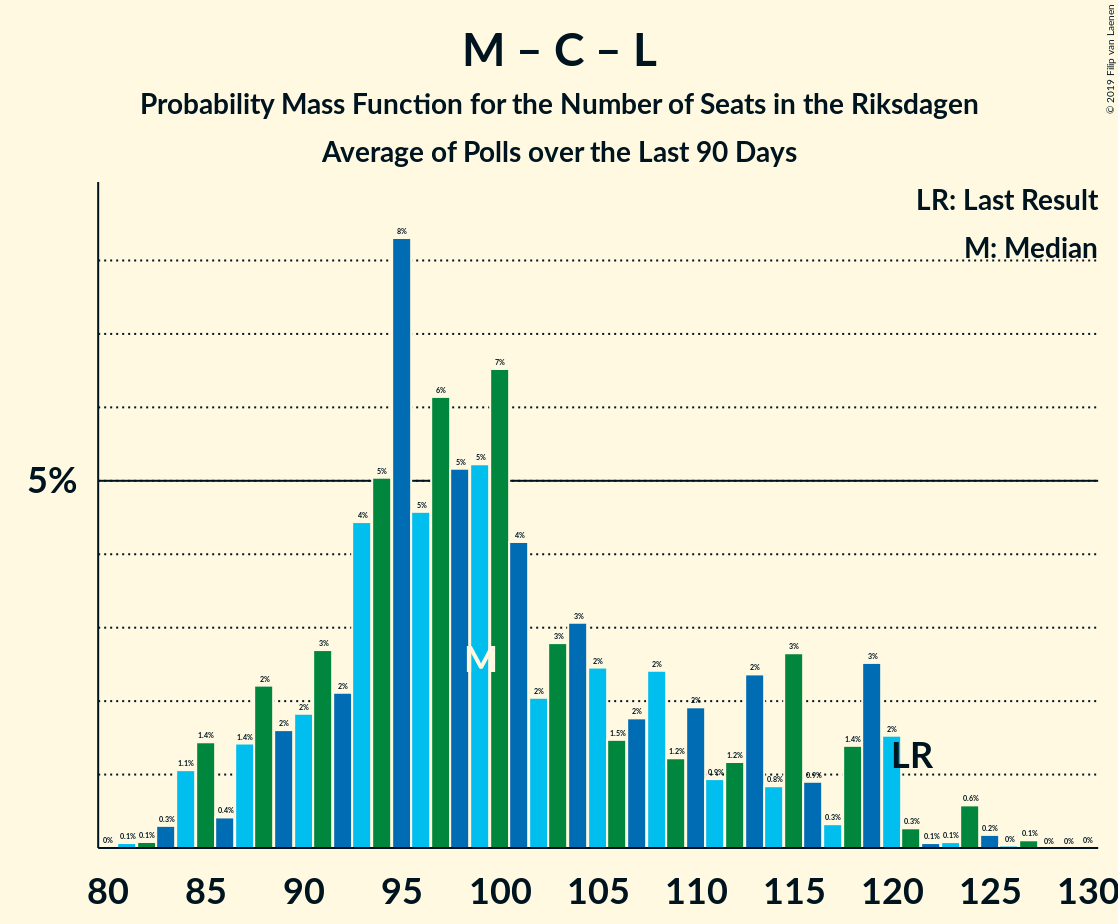 © 2019 Filip van Laenen
M – C – L
Probability Mass Function for the Number of Seats in the Riksdagen
Average of Polls over the Last 90 Days
LR: Last Result
M: Median
5%
0% 0.1% 0.1% 0.3% 1.1% 1.4% 0.4% 1.4% 2% 2% 2% 3% 2% 4% 5% 8% 5% 6% 5% 5% 7% 4% 2% 3% 3% 2% 1.5% 2% 2% 1.2% 2% 0.9% 1.2% 2% 0.8% 3% 0.9% 0.3% 1.4% 3% 2% 0.3% 0.1% 0.1% 0.6% 0.2% 0% 0.1% 0% 0% 0%
M
LR
80 85 90 95 100 105 110 115 120 125 130